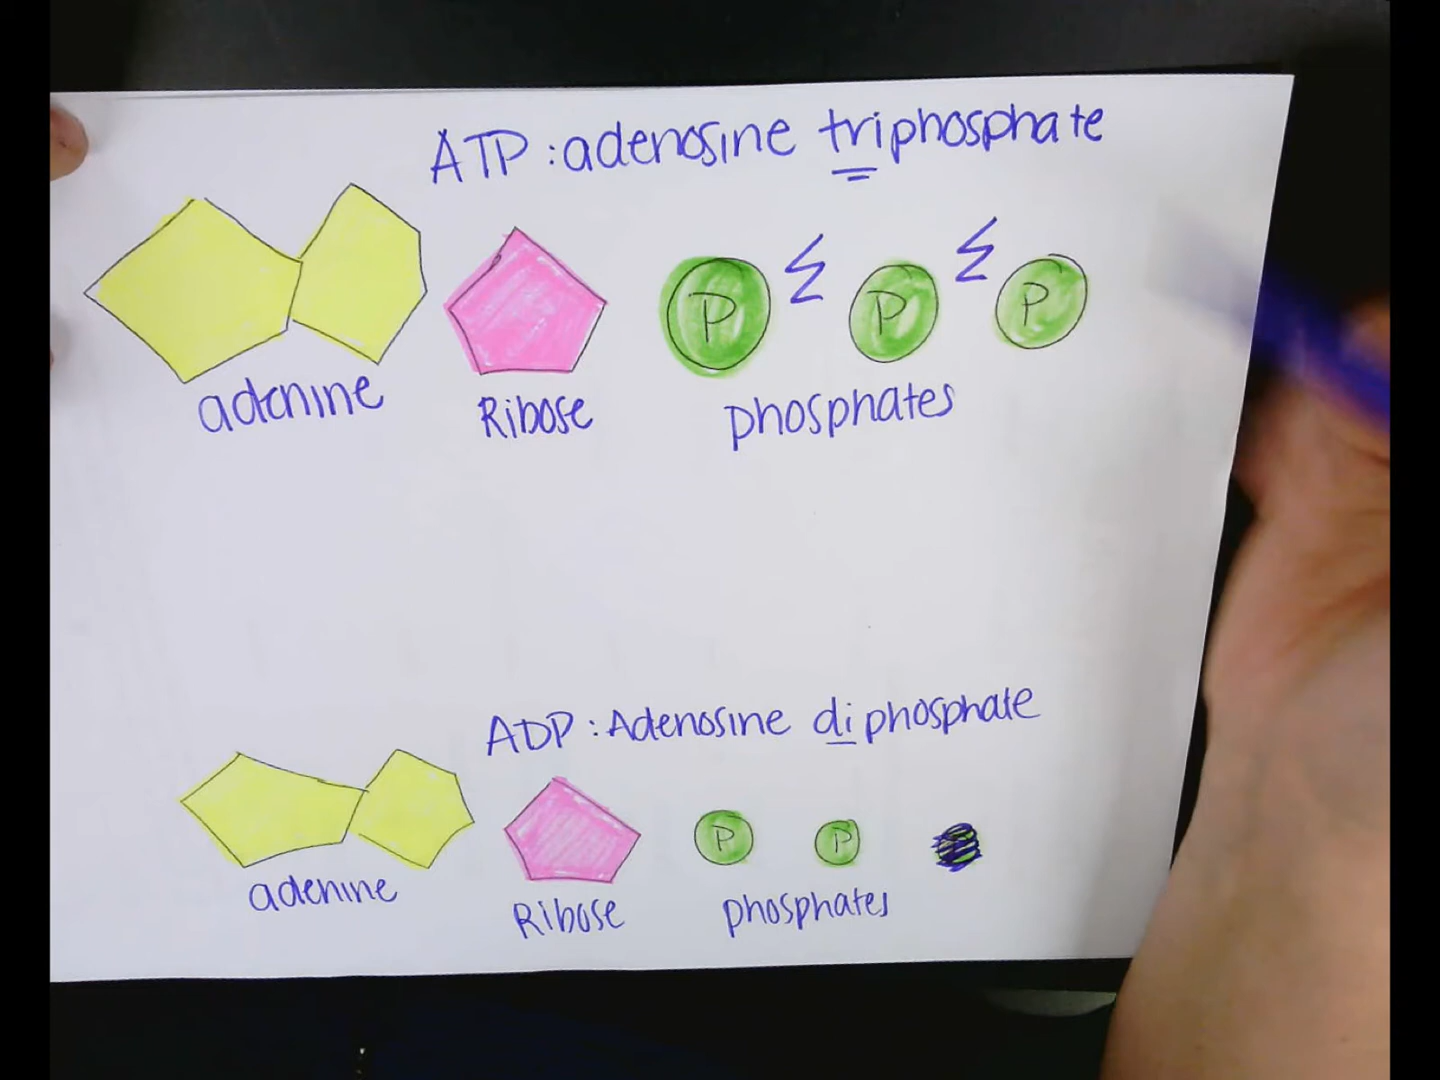 ATP : adenosine triphosphate
P P P
adenine Ribose phosphates
ADP : Adenosine diphosphate
P P
adenine Ribose phosphates